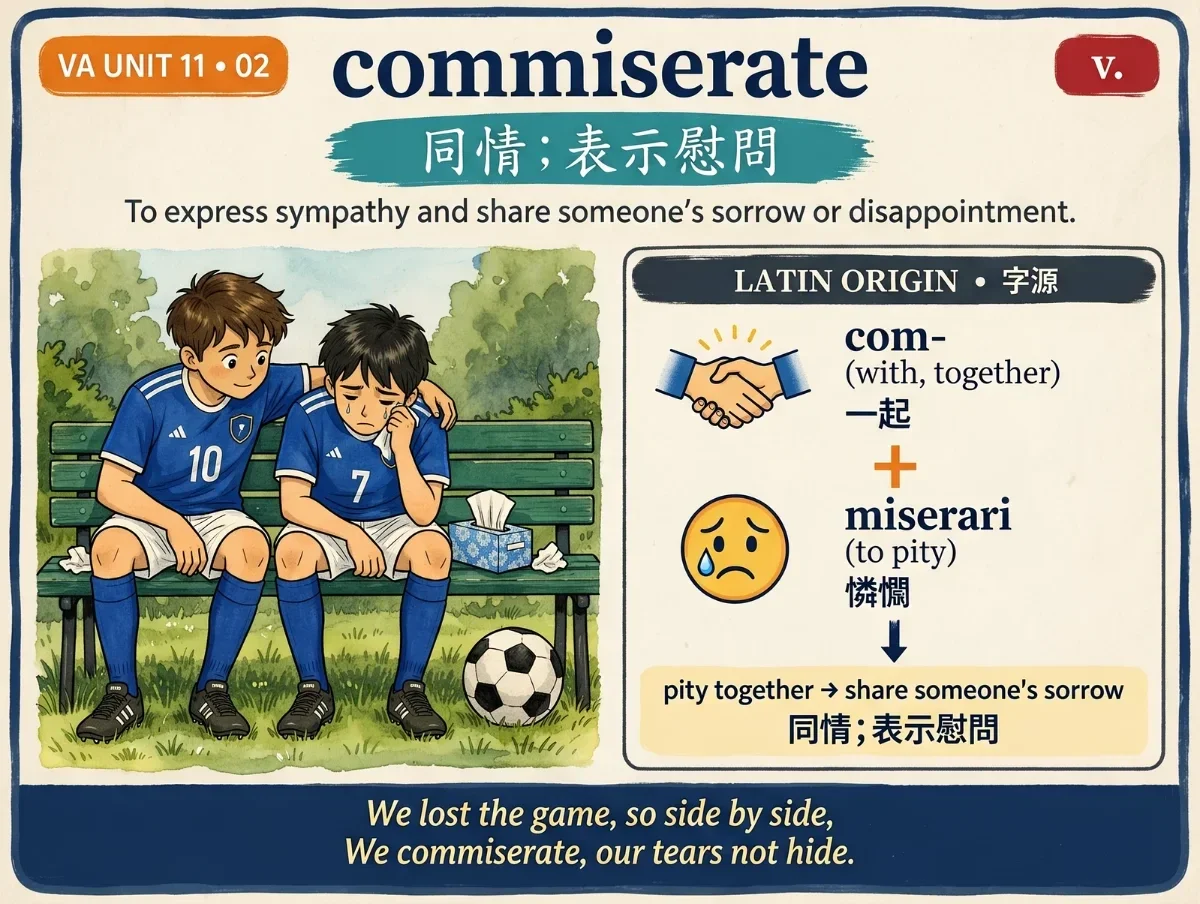 VA UNIT 11 • 02
commiserate
v.
同情；表示慰問
To express sympathy and share someone's sorrow or disappointment.
10
7
LATIN ORIGIN • 字源
com-
(with, together)
一起
+
miserari
(to pity)
憐憫
pity together → share someone's sorrow
同情；表示慰問
We lost the game, so side by side,
We commiserate, our tears not hide.